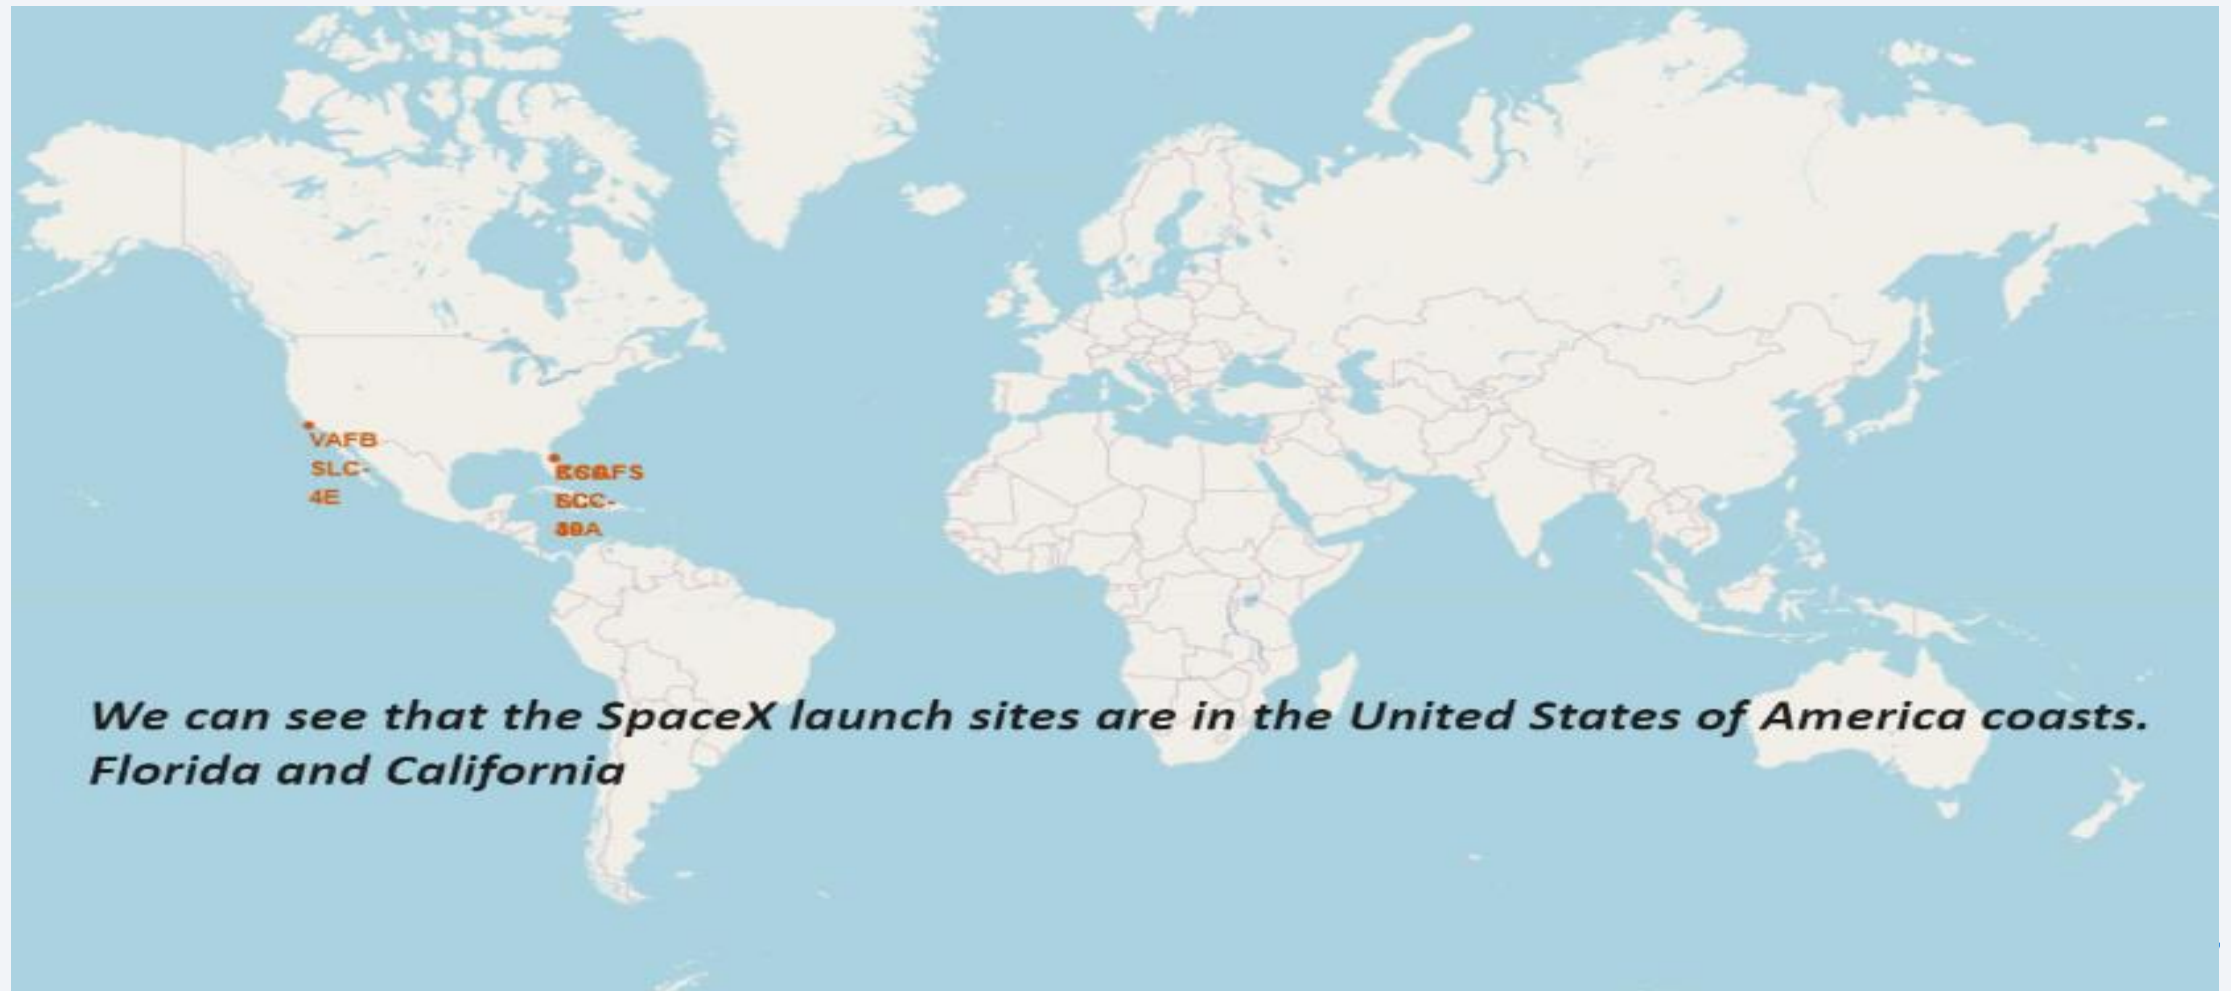 VAFB
SLC-
4E
We can see that the SpaceX launch sites are in the United States of America coasts.
Florida and California